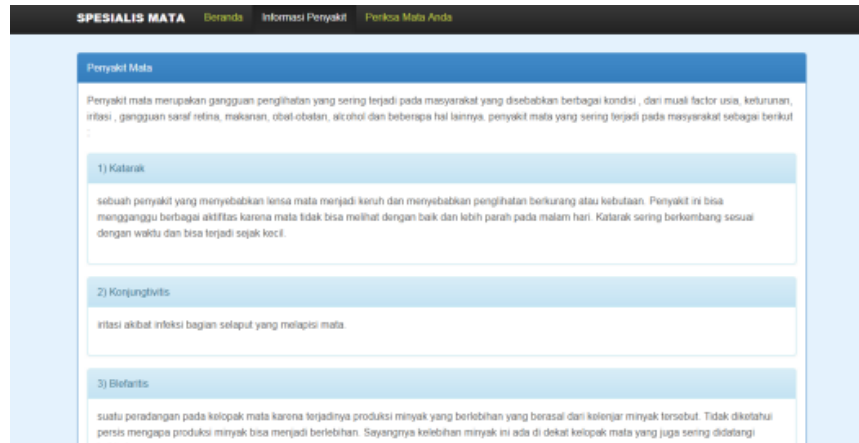 SPESIALIS MATA Beranda Informasi Penyakit Periksa Mata Anda
Penyakit Mata
Penyakit mata merupakan gangguan penglihatan yang sering terjadi pada masyarakat yang disebabkan berbagai kondisi , dari muali factor usia, keturunan,
iritasi , gangguan saraf retina, makanan, obat-obatan, alcohol dan beberapa hal lainnya. penyakit mata yang sering terjadi pada masyarakat sebagai berikut
:
1) Katarak
sebuah penyakit yang menyebabkan lensa mata menjadi keruh dan menyebabkan penglihatan berkurang atau kebutaan. Penyakit ini bisa
mengganggu berbagai aktifitas karena mata tidak bisa melihat dengan baik dan lebih parah pada malam hari. Katarak sering berkembang sesuai
dengan waktu dan bisa terjadi sejak kecil.
2) Konjungtivitis
iritasi akibat infeksi bagian selaput yang melapisi mata.
3) Blefaritis
suatu peradangan pada kelopak mata karena terjadinya produksi minyak yang berlebihan yang berasal dari kelenjar minyak tersebut. Tidak diketahui
persis mengapa produksi minyak bisa menjadi berlebihan. Sayangnya kelebihan minyak ini ada di dekat kelopak mata yang juga sering didatangi